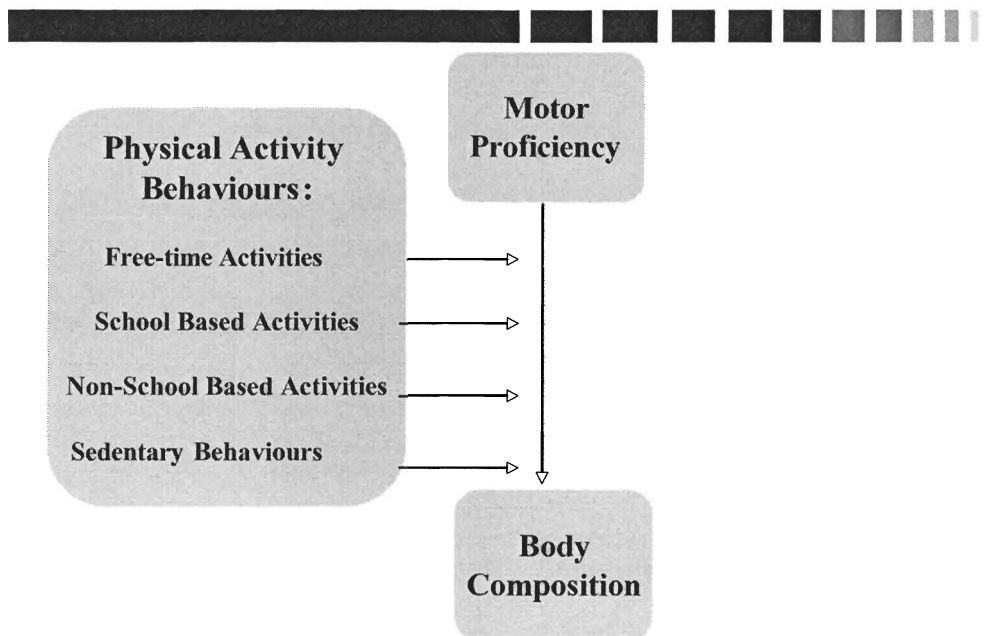 Physical Activity
Behaviours:
Free-time Activities
School Based Activities
Non-School Based Activities
Sedentary Behaviours
Motor
Proficiency
Body
Composition